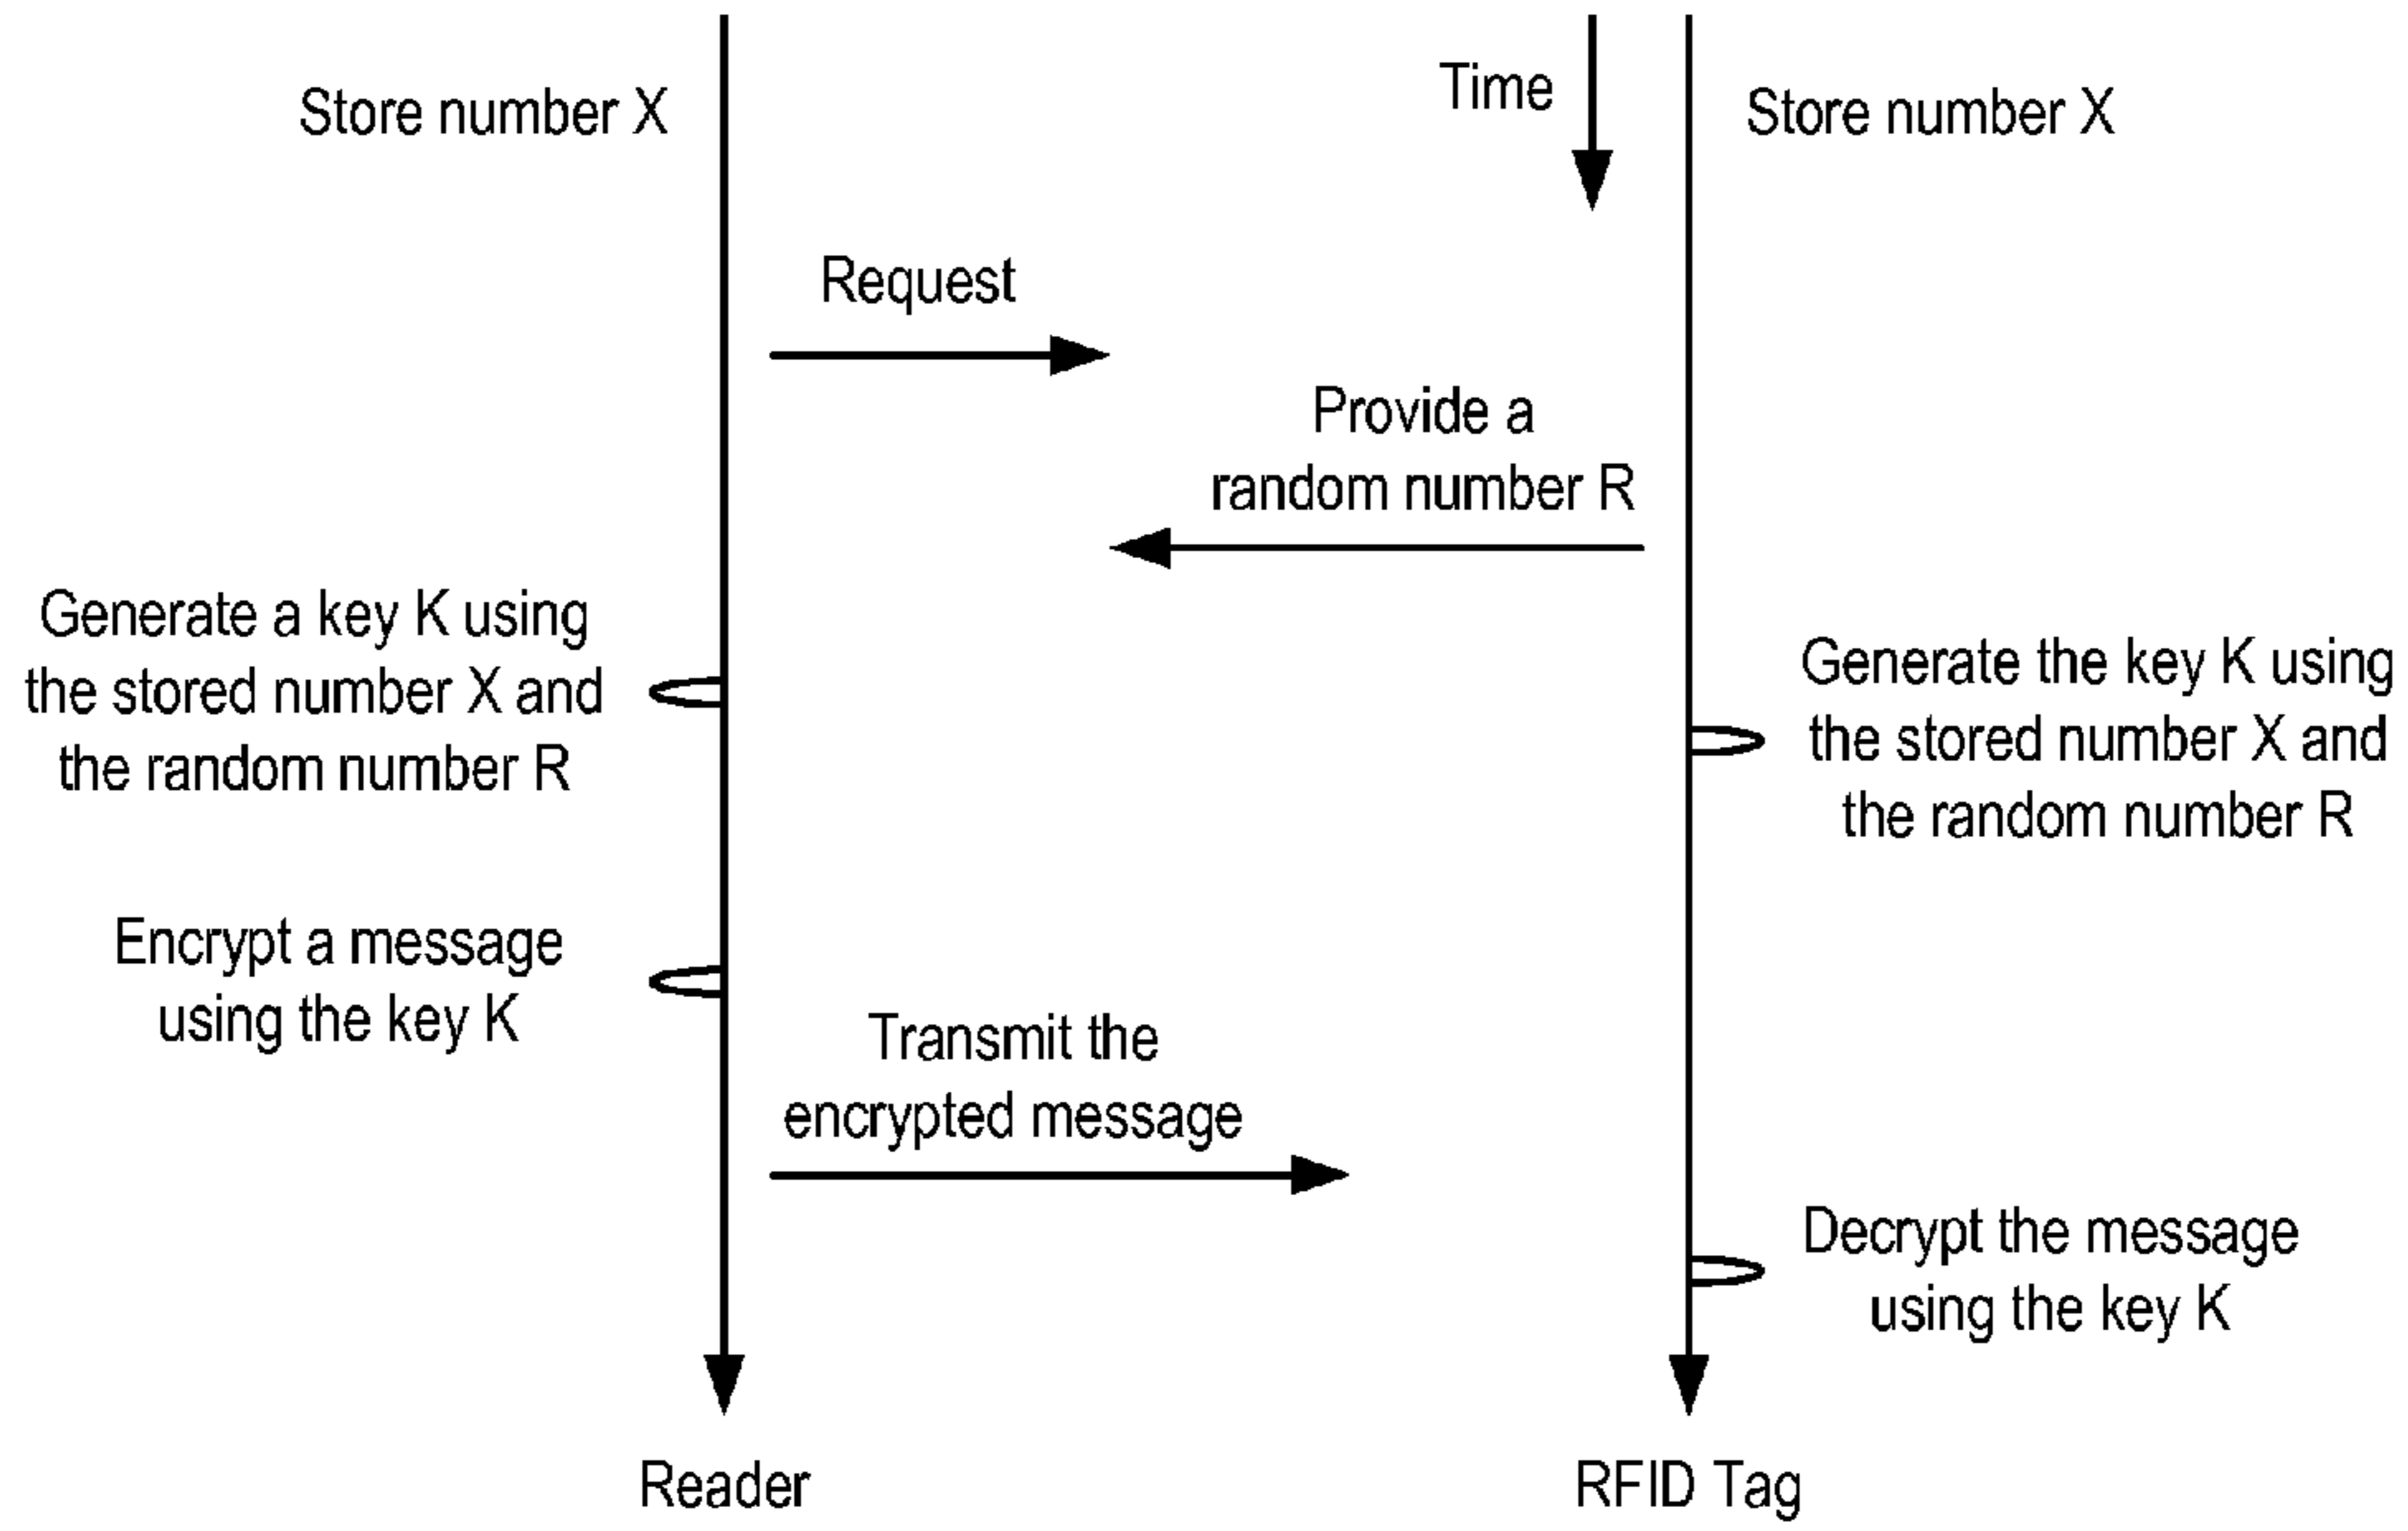 Store number X
Time
Store number X
Request
Provide a
random number R
Generate a key K using
the stored number X and
the random number R
Generate the key K using
the stored number X and
the random number R
Encrypt a message
using the key K
Transmit the
encrypted message
Decrypt the message
using the key K
Reader
RFID Tag